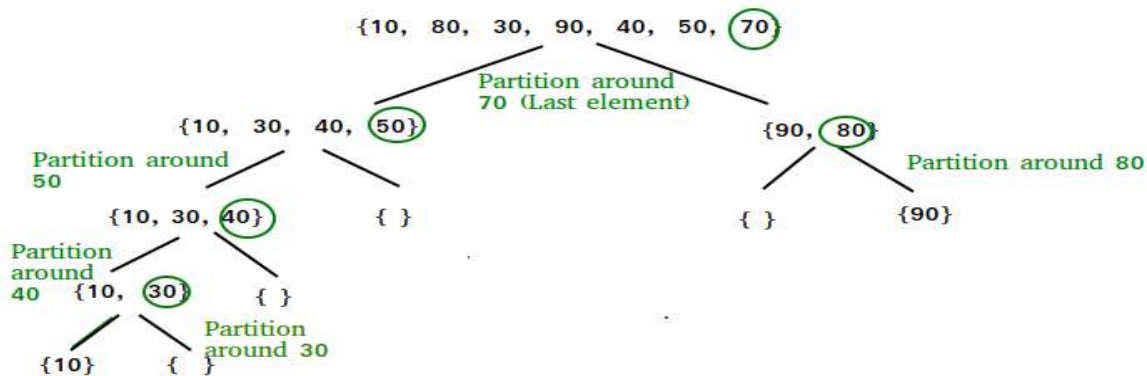 {10, 80, 30, 90, 40, 50, 70}
Partition around
70 (Last element)
{10, 30, 40, 50}
{90, 80}
Partition around
50
Partition around 80
{10, 30, 40}
{ }
{ }
{90}
Partition
around
40
{10, 30}
{ }
Partition
around 30
{10}
{ }